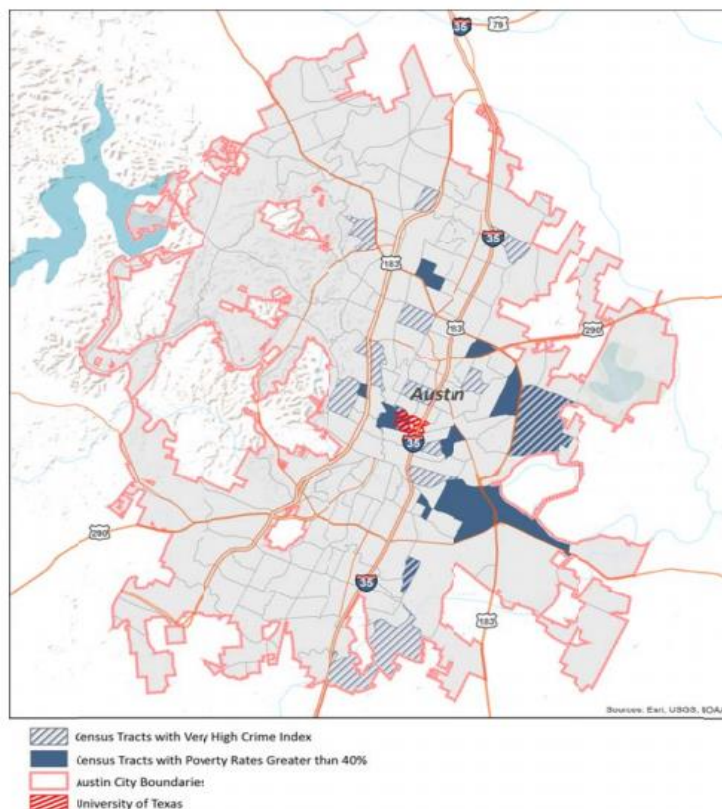 35
79
35
183
290
183
Austin
35
290
35
183
Sources: Esri, USGS, NOAA
Census Tracts with Very High Crime Index
Census Tracts with Poverty Rates Greater than 40%
Austin City Boundaries
University of Texas